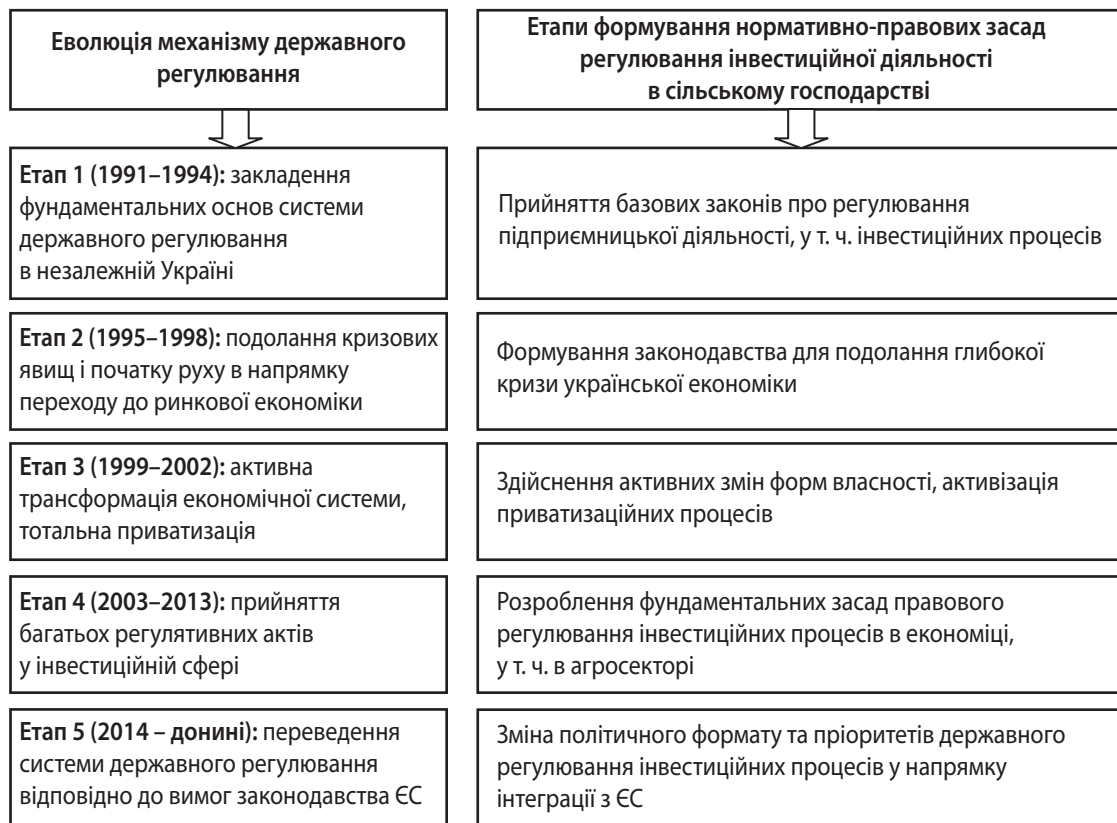 Еволюція механізму державного
регулювання
Етапи формування нормативно-правових засад
регулювання інвестиційної діяльності
в сільському господарстві
Етап 1 (1991–1994): закладення
фундаментальних основ системи
державного регулювання
в незалежній Україні
Прийняття базових законів про регулювання
підприємницької діяльності, у т. ч. інвестиційних процесів
Етап 2 (1995–1998): подолання кризових
явищ і початку руху в напрямку
переходу до ринкової економіки
Формування законодавства для подолання глибокої
кризи української економіки
Етап 3 (1999–2002): активна
трансформація економічної системи,
тотальна приватизація
Здійснення активних змін форм власності, активізація
приватизаційних процесів
Етап 4 (2003–2013): прийняття
багатьох регулятивних актів
у інвестиційній сфері
Розроблення фундаментальних засад правового
регулювання інвестиційних процесів в економіці,
у т. ч. в агросекторі
Етап 5 (2014 – донині): переведення
системи державного регулювання
відповідно до вимог законодавства ЄС
Зміна політичного формату та пріоритетів державного
регулювання інвестиційних процесів у напрямку
інтеграції з ЄС